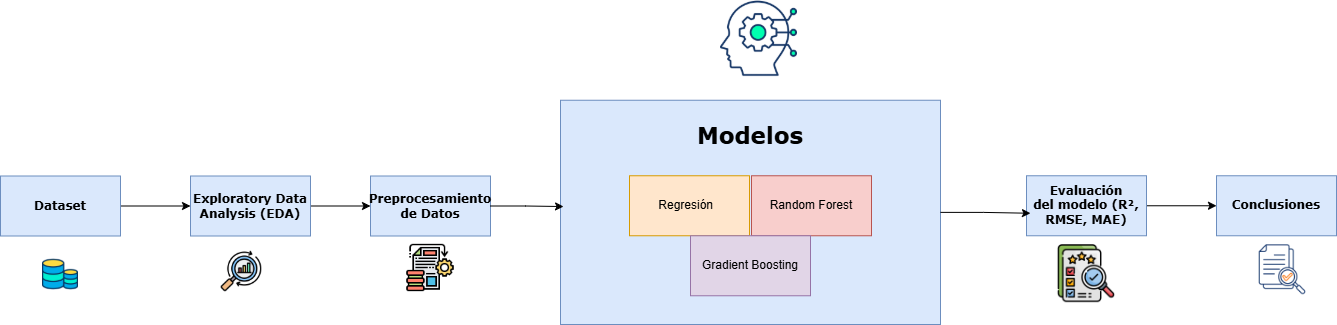 Dataset
Exploratory Data
Analysis (EDA)
Preprocesamiento
de Datos
Modelos
Regresión
Random Forest
Gradient Boosting
Evaluación
del modelo (R²,
RMSE, MAE)
Conclusiones